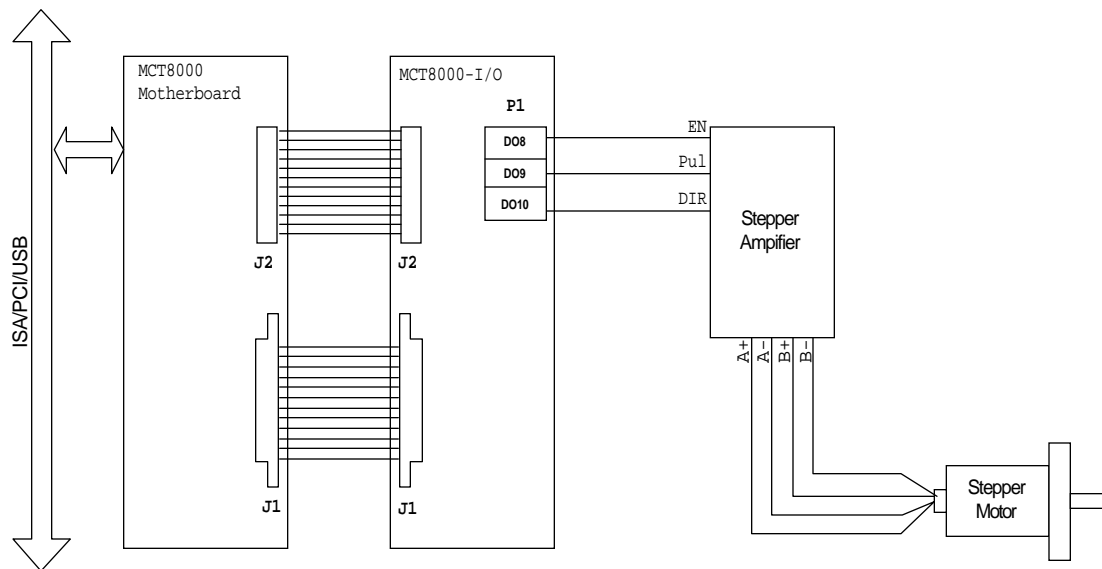 MCT8000
Motherboard
MCT8000-I/O
P1
DO8
DO9
DO10
EN
Pul
DIR
Stepper
Ampifier
J2
J2
ISA/PCI/USB
A+
A-
B+
B-
J1
J1
Stepper
Motor